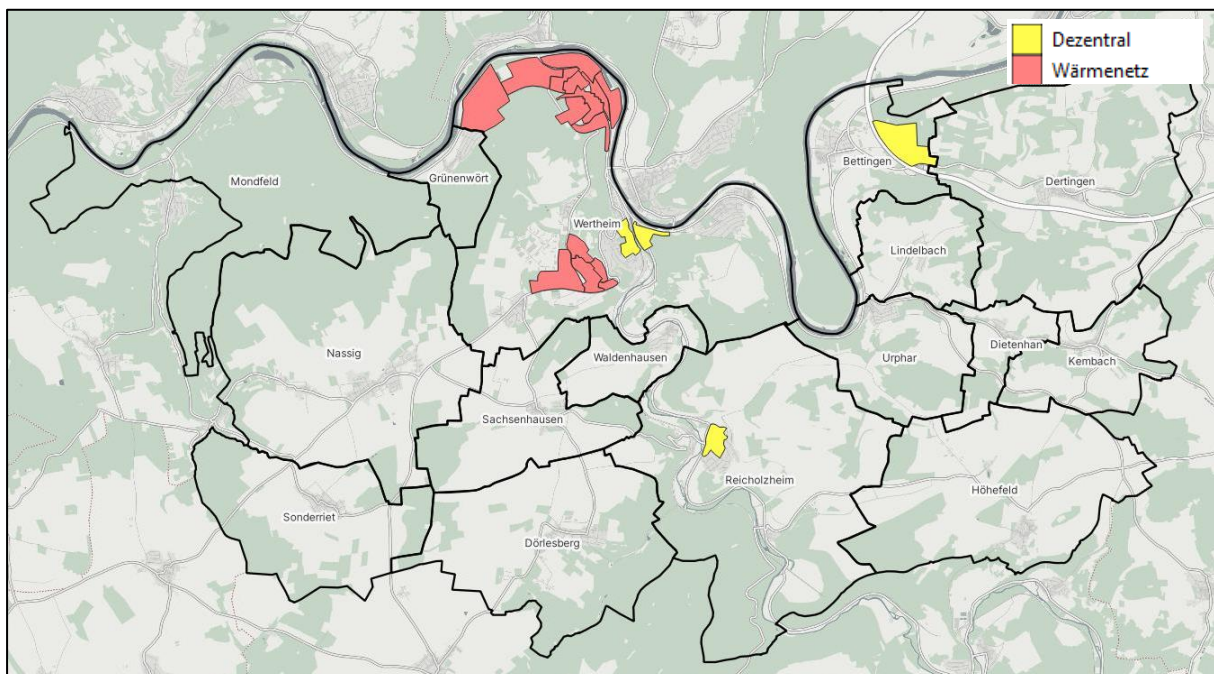 Dezentral
Wärmenetz
Bettingen
Mondfeld
Grünenwört
Dertingen
Wertheim
Lindelbach
Nassig
Waldenhausen
Urphar
Dietenhan
Kembach
Sachsenhausen
Reicholzheim
Höhefeld
Sonderriet
Dörlesberg